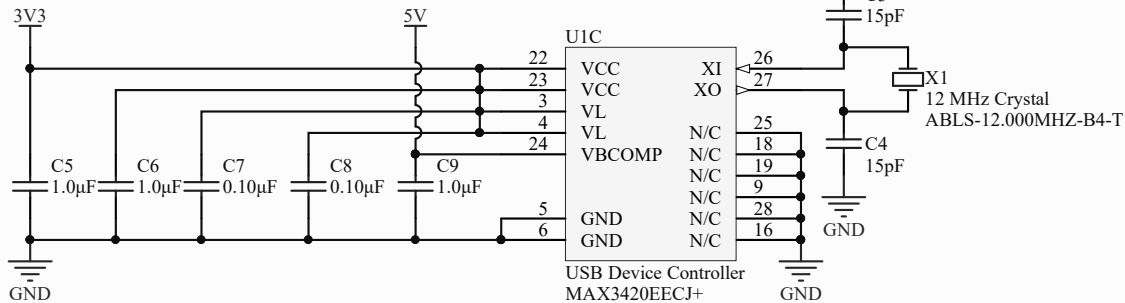 3V3
5V
15pF
U1C
22
VCC
XI
26
23
VCC
XO
27
X1
12 MHz Crystal
ABLS-12.000MHZ-B4-T
3
VL
4
VL
N/C
25
24
VBCOMP
N/C
18
C4
15pF
N/C
19
N/C
9
C5
1.0µF
C6
1.0µF
C7
0.10µF
C8
0.10µF
C9
1.0µF
5
GND
N/C
28
6
GND
N/C
16
GND
USB Device Controller
MAX3420EECJ+
GND
GND